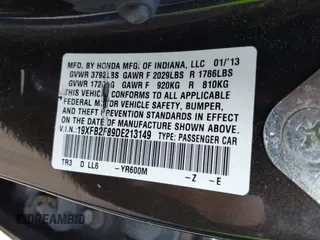 MFD. BY HONDA MFG. OF INDIANA, LLC 01/'13
GVWR 3792LBS GAWR F 2029LBS R 1786LBS
GVWR GAWR F 920KG R 810KG
THIS VEHICLE CONFORMS TO ALL APPLICABLE
FEDERAL MOTOR VEHICLE SAFETY, BUMPER,
AND THEFT PREVENTION STANDARDS IN EFFECT
ON THE DATE OF MANUFACTURE SHOWN ABOVE.
V.I.N.: 19XFB2F89DE213149 TYPE: PASSENGER CAR
TR3 D LL6 -YR600M -Z -E
DREAMBID